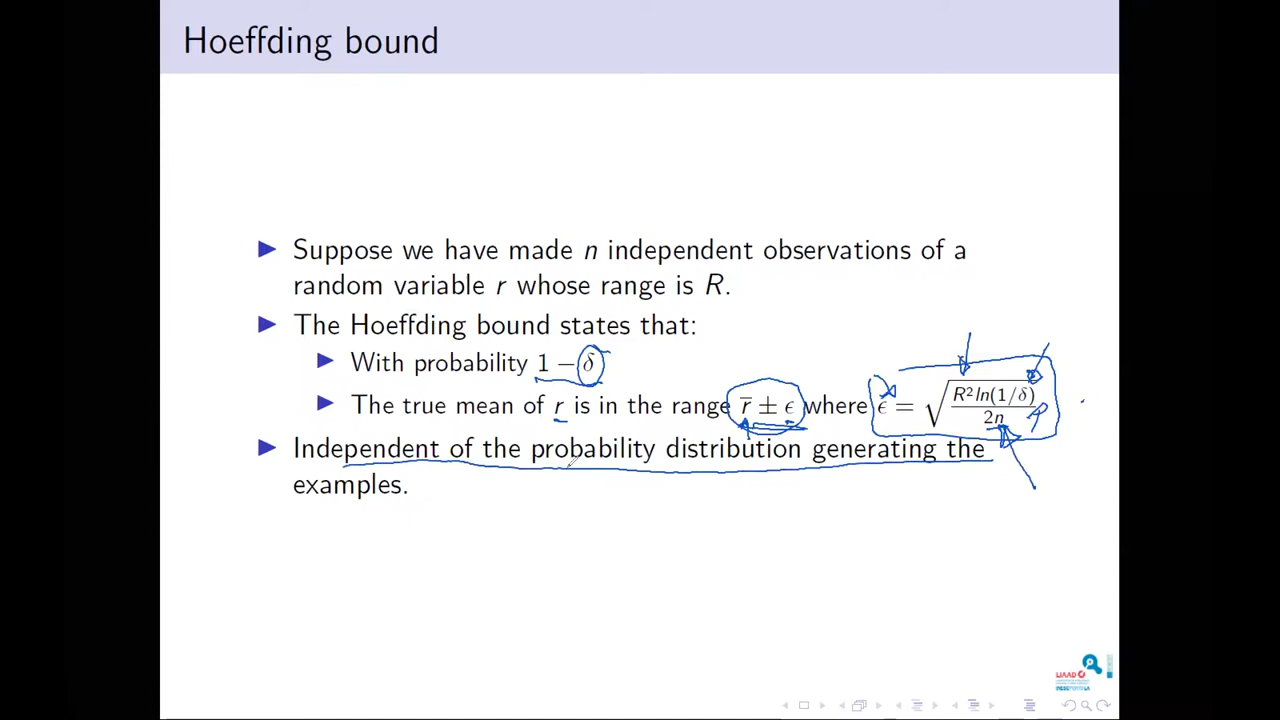 Hoeffding bound
Suppose we have made n independent observations of a
random variable r whose range is R.
The Hoeffding bound states that:
With probability 1 − δ
The true mean of r is in the range r̅ ± ϵ where ϵ = √(R²ln(1/δ) / 2n)
Independent of the probability distribution generating the
examples.
LIAAD